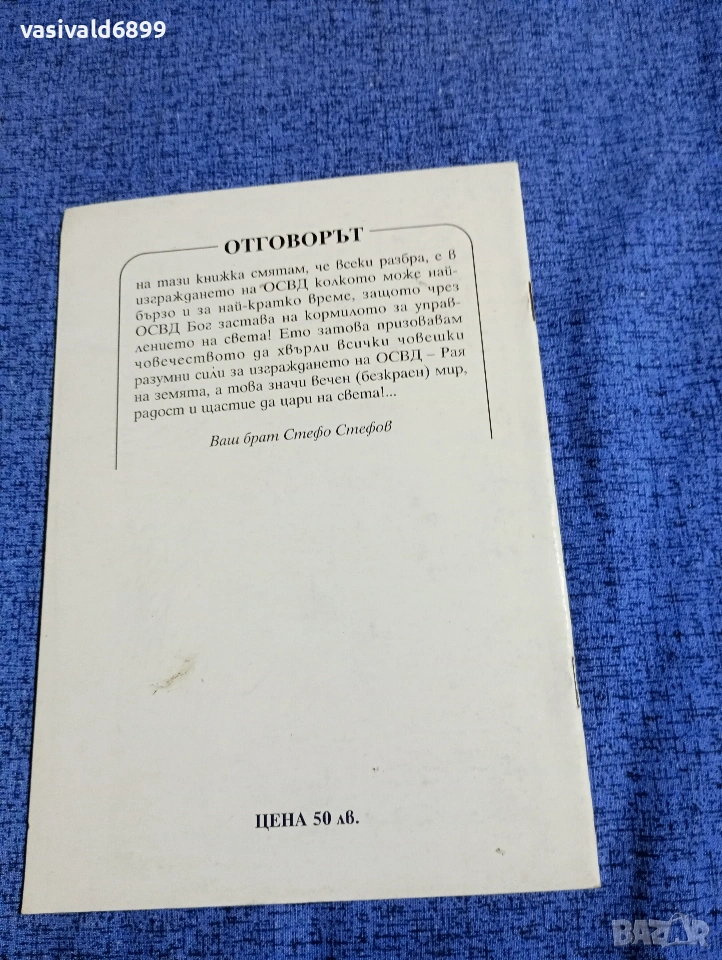 vasivald6899
ОТГОВОРЪТ
на тази книжка смятам, че всеки разбра, е в
изграждането на ОСВД колкото може най-
бързо и за най-кратко време, защото чрез
ОСВД Бог застава на кормилото за управ-
лението на света! Ето затова призовавам
човечеството да хвърли всички човешки
разумни сили за изграждането на ОСВД – Рая
на земята, а това значи вечен (безкраен) мир,
радост и щастие да цари на света!...
Ваш брат Стефо Стефов
ЦЕНА 50 лв.
BAZAR